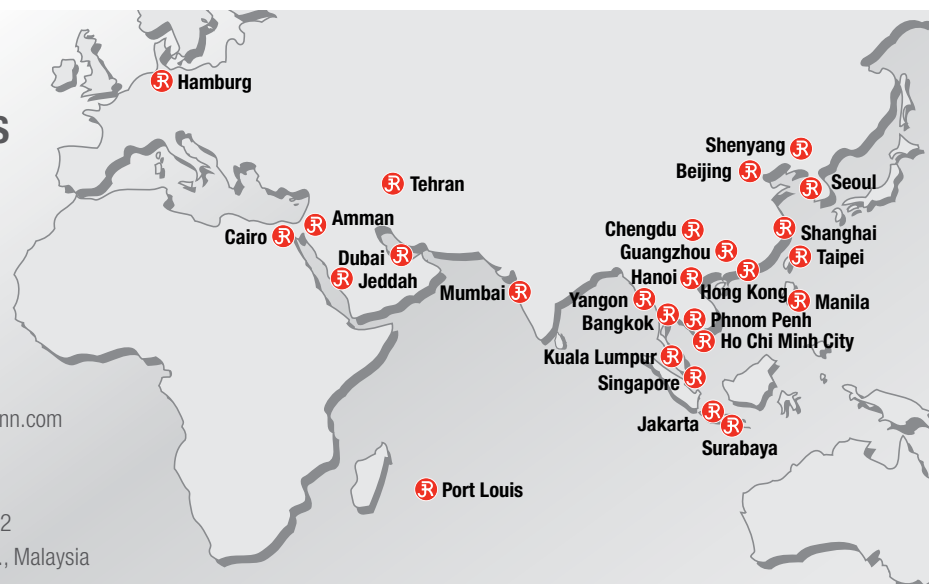 Hamburg
S
Shenyang
Beijing
Seoul
Tehran
Amman
Cairo
Chengdu
Shanghai
Guangzhou
Taipei
Dubai
Jeddah
Hanoi
Mumbai
Hong Kong
Yangon
Manila
Bangkok
Phnom Penh
Ho Chi Minh City
Kuala Lumpur
Singapore
nn.com
Jakarta
Surabaya
Port Louis
2
., Malaysia